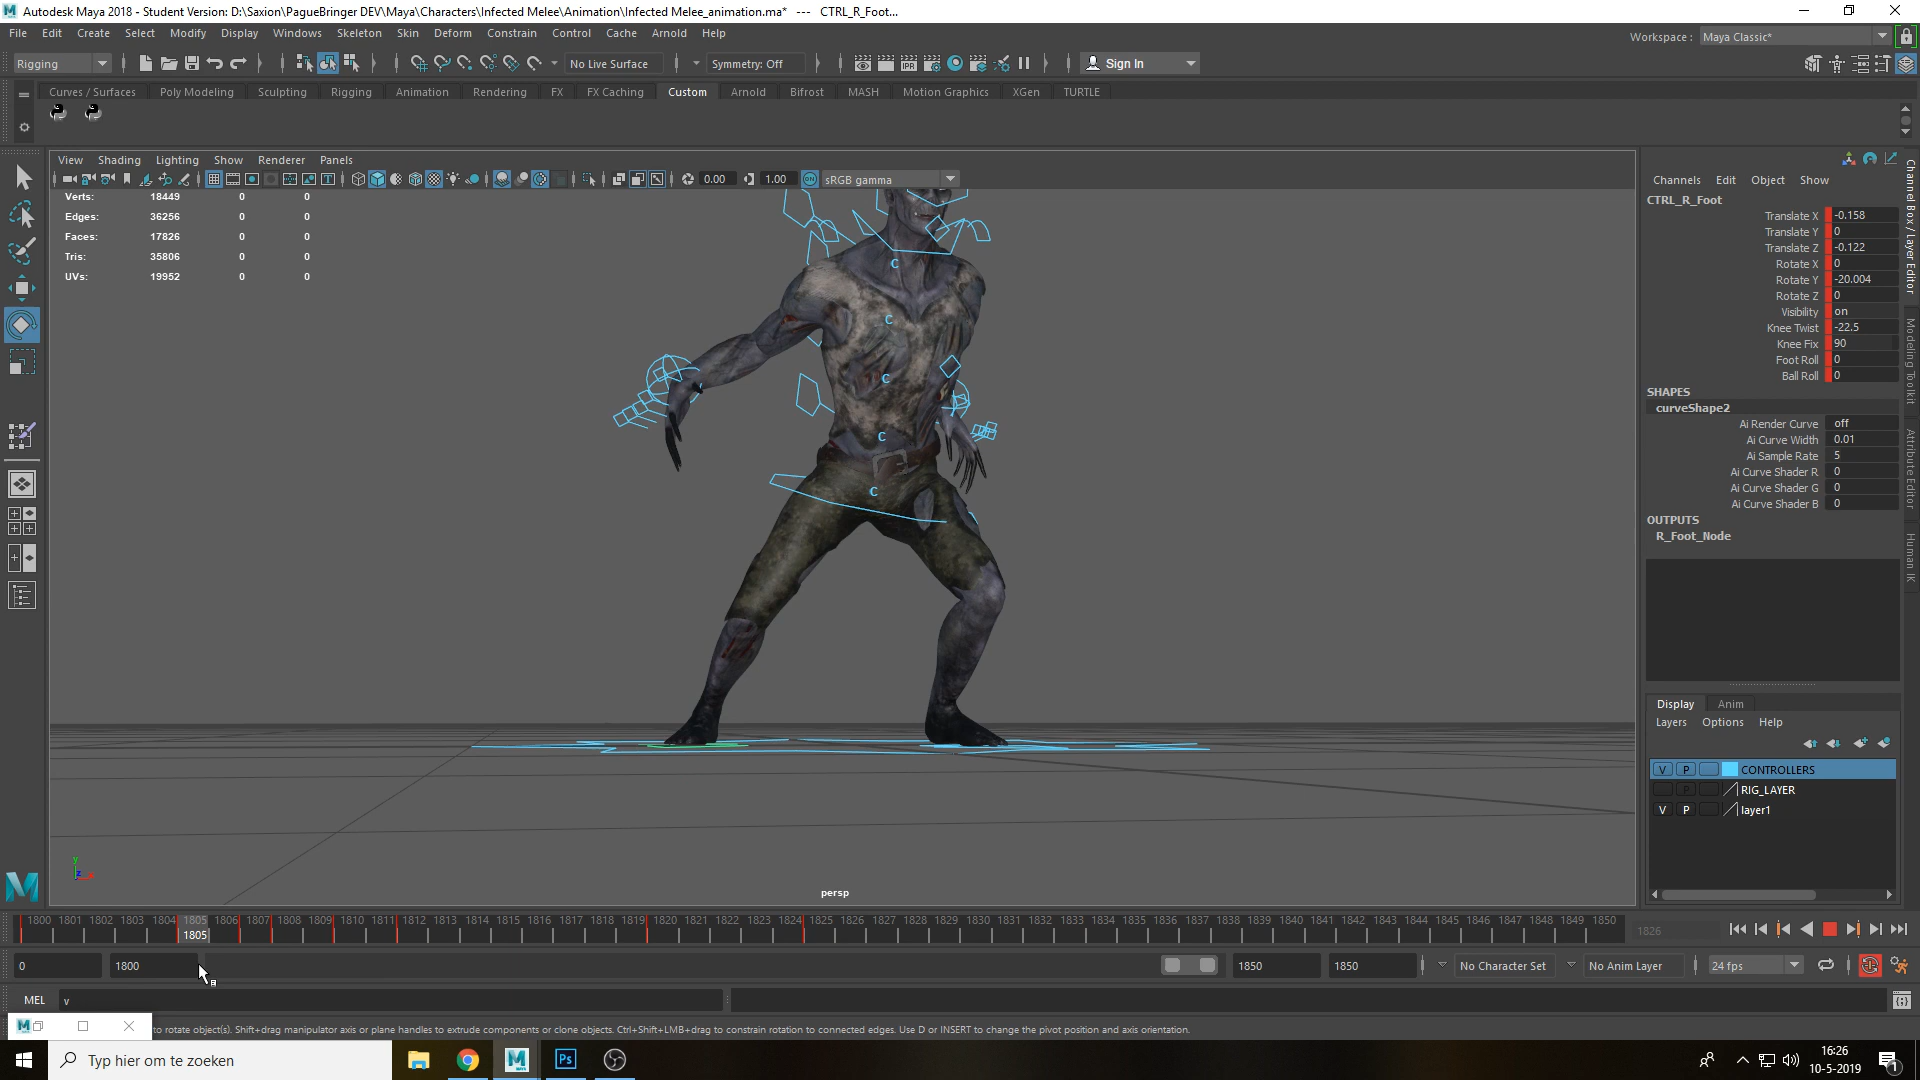 Autodesk Maya 2018 - Student Version: D:\Saxion\PagueBringer DEV\Maya\Characters\Infected Melee\Animation\Infected Melee_animation.ma* --- CTRL_R_Foot...
File Edit Create Select Modify Display Windows Skeleton Skin Deform Constrain Control Cache Arnold Help
Workspace : Maya Classic*
Rigging No Live Surface Symmetry: Off IPR Sign In
Curves / Surfaces Poly Modeling Sculpting Rigging Animation Rendering FX FX Caching Custom Arnold Bifrost MASH Motion Graphics XGen TURTLE
View Shading Lighting Show Renderer Panels
0.00 1.00 ON sRGB gamma
Verts: 18449 0 0
Edges: 36256 0 0
Faces: 17826 0 0
Tris: 35806 0 0
UVs: 19952 0 0
C
C
C
C
C
y
z
persp
Channels Edit Object Show
CTRL_R_Foot
Translate X -0.158
Translate Y 0
Translate Z -0.122
Rotate X 0
Rotate Y -20.004
Rotate Z 0
Visibility on
Knee Twist -22.5
Knee Fix 90
Foot Roll 0
Ball Roll 0
SHAPES
curveShape2
Ai Render Curve off
Ai Curve Width 0.01
Ai Sample Rate 5
Ai Curve Shader R 0
Ai Curve Shader G 0
Ai Curve Shader B 0
OUTPUTS
R_Foot_Node
Channel Box / Layer Editor
Modeling Toolkit
Attribute Editor
Human IK
Display Anim
Layers Options Help
V P CONTROLLERS
P RIG_LAYER
V P layer1
1800 1801 1802 1803 1804 1805 1806 1807 1808 1809 1810 1811 1812 1813 1814 1815 1816 1817 1818 1819 1820 1821 1822 1823 1824 1825 1826 1827 1828 1829 1830 1831 1832 1833 1834 1835 1836 1837 1838 1839 1840 1841 1842 1843 1844 1845 1846 1847 1848 1849 1850
1805
1826
0 1800 1850 1850 No Character Set No Anim Layer 24 fps
MEL v
to rotate object(s). Shift+drag manipulator axis or plane handles to extrude components or clone objects. Ctrl+Shift+LMB+drag to constrain rotation to connected edges. Use D or INSERT to change the pivot position and axis orientation.
Typ hier om te zoeken
Ps
16:26
10-5-2019
1